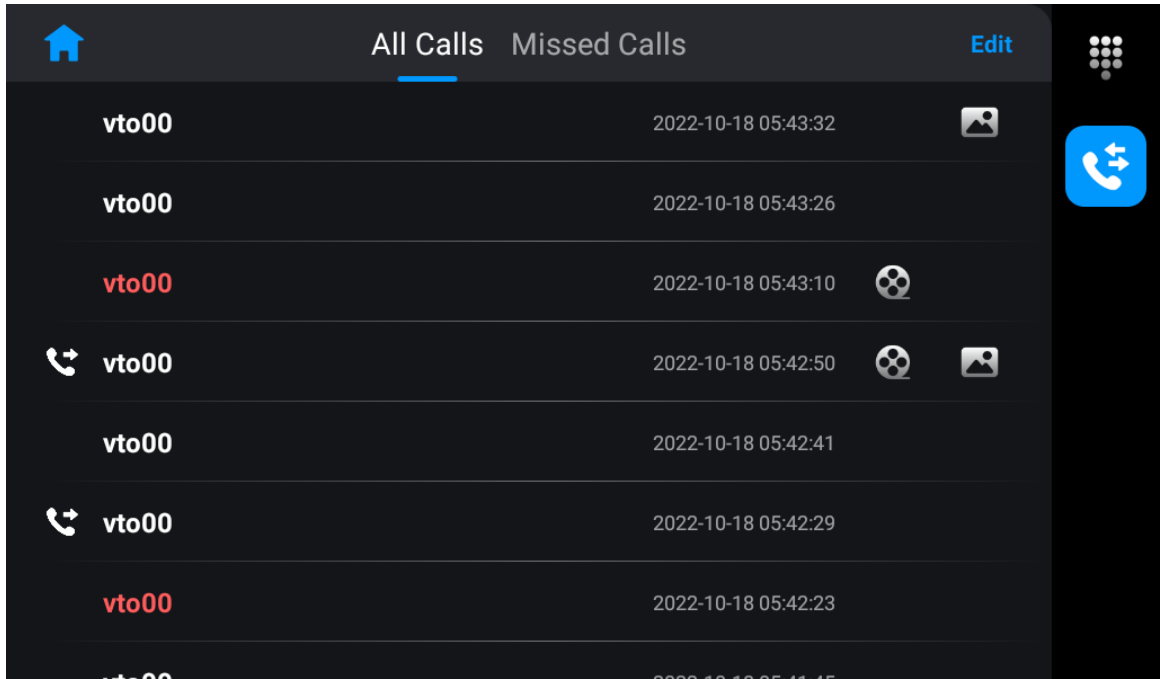 All Calls Missed Calls Edit
vto00 2022-10-18 05:43:32
vto00 2022-10-18 05:43:26
vto00 2022-10-18 05:43:10
vto00 2022-10-18 05:42:50
vto00 2022-10-18 05:42:41
vto00 2022-10-18 05:42:29
vto00 2022-10-18 05:42:23
vto00